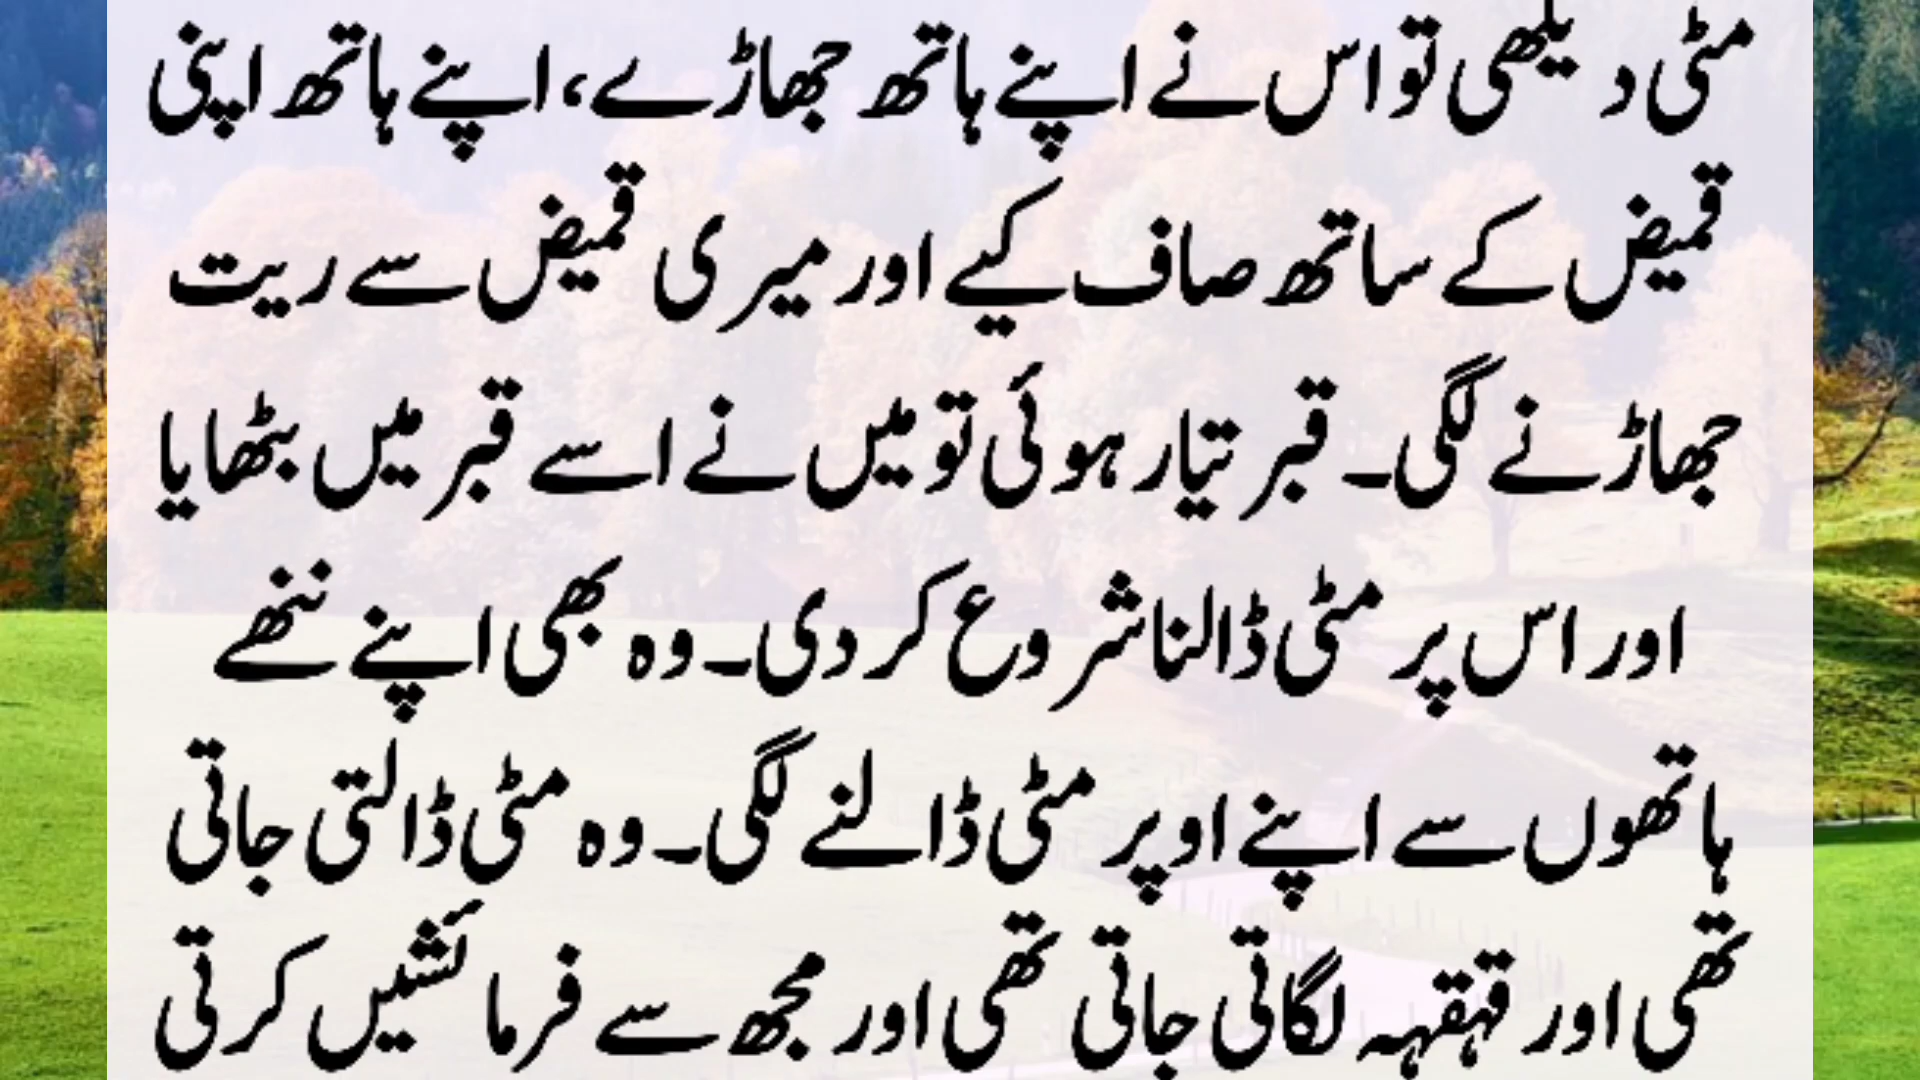 مٹی دیکھی تو اس نے اپنے ہاتھ جھاڑے، اپنے ہاتھ اپنی
قمیض کے ساتھ صاف کیے اور میری قمیض سے ریت
جھاڑنے لگی۔ قبر تیار ہوئی تو میں نے اسے قبر میں بٹھایا
اور اس پر مٹی ڈالنا شروع کر دی۔ وہ بھی اپنے ننھے
ہاتھوں سے اپنے اوپر مٹی ڈالنے لگی۔ وہ مٹی ڈالتی جاتی
تھی اور قہقہہ لگاتی جاتی تھی اور مجھ سے فرمائشیں کرتی